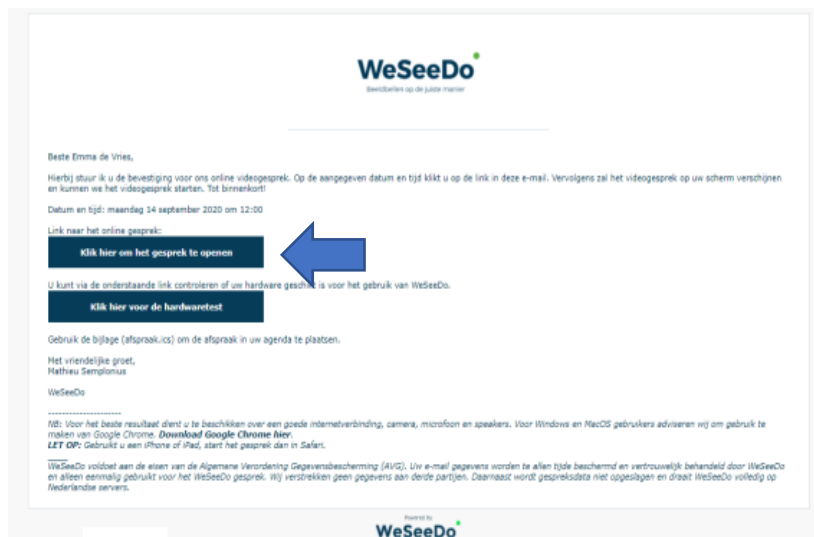 WeSeeDo
Beeldbellen op de juiste manier
Beste Emma de Vries,
Hierbij stuur ik u de bevestiging voor ons online videogesprek. Op de aangegeven datum en tijd klikt u op de link in deze e-mail. Vervolgens zal het videogesprek op uw scherm verschijnen
en kunnen we het videogesprek starten. Tot binnenkort!
Datum en tijd: maandag 14 september 2020 om 12:00
Link naar het online gesprek:
Klik hier om het gesprek te openen
U kunt via de onderstaande link controleren of uw hardware geschikt is voor het gebruik van WeSeeDo.
Klik hier voor de hardwaretest
Gebruik de bijlage (afspraak.ics) om de afspraak in uw agenda te plaatsen.
Met vriendelijke groet,
Mathieu Semplonius
WeSeeDo
---------------------
NB: Voor het beste resultaat dient u te beschikken over een goede internetverbinding, camera, microfoon en speakers. Voor Windows en MacOS gebruikers adviseren wij om gebruik te
maken van Google Chrome. Download Google Chrome hier.
LET OP: Gebruikt u een iPhone of iPad, start het gesprek dan in Safari.
WeSeeDo voldoet aan de eisen van de Algemene Verordening Gegevensbescherming (AVG). Uw e-mail gegevens worden te allen tijde beschermd en vertrouwelijk behandeld door WeSeeDo
en alleen eenmalig gebruikt voor het WeSeeDo gesprek. Wij verstrekken geen gegevens aan derde partijen. Daarnaast wordt gespreksdata niet opgeslagen en draait WeSeeDo volledig op
Nederlandse servers.
Powered by
WeSeeDo